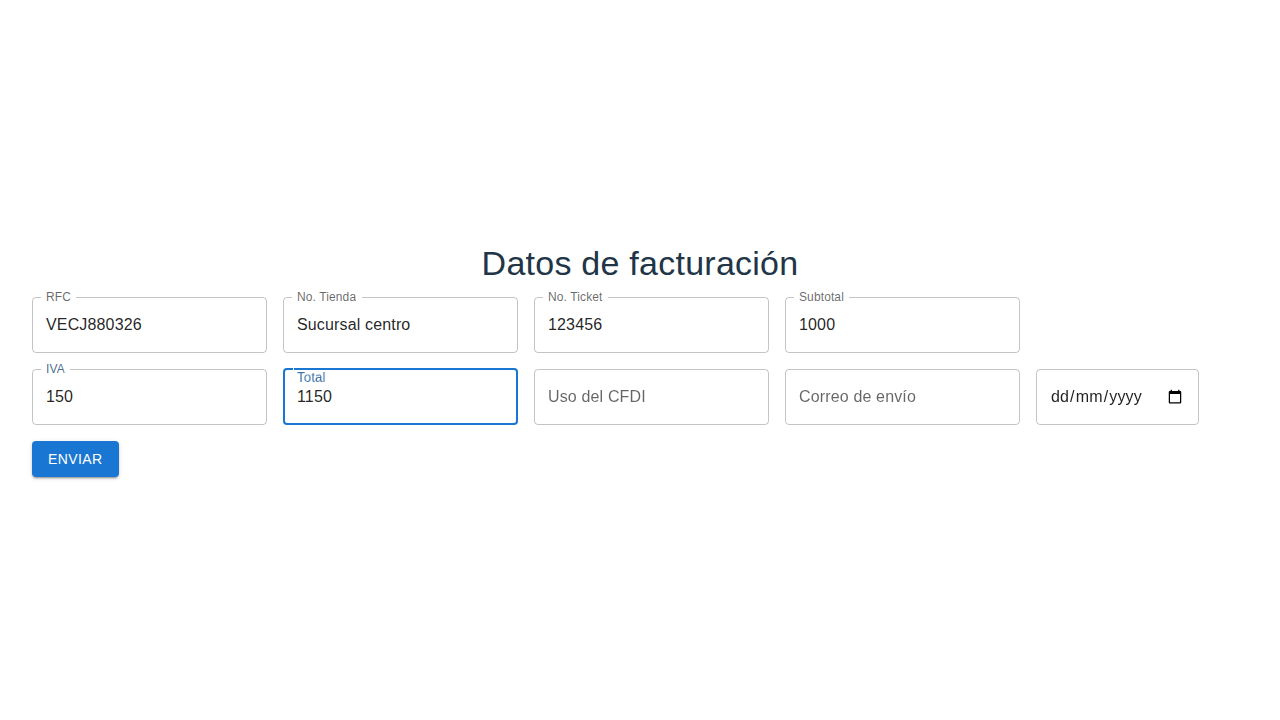 Datos de facturación
RFC
VECJ880326
No. Tienda
Sucursal centro
No. Ticket
123456
Subtotal
1000
IVA
150
Total
1150
Uso del CFDI
Correo de envío
dd/mm/yyyy
ENVIAR